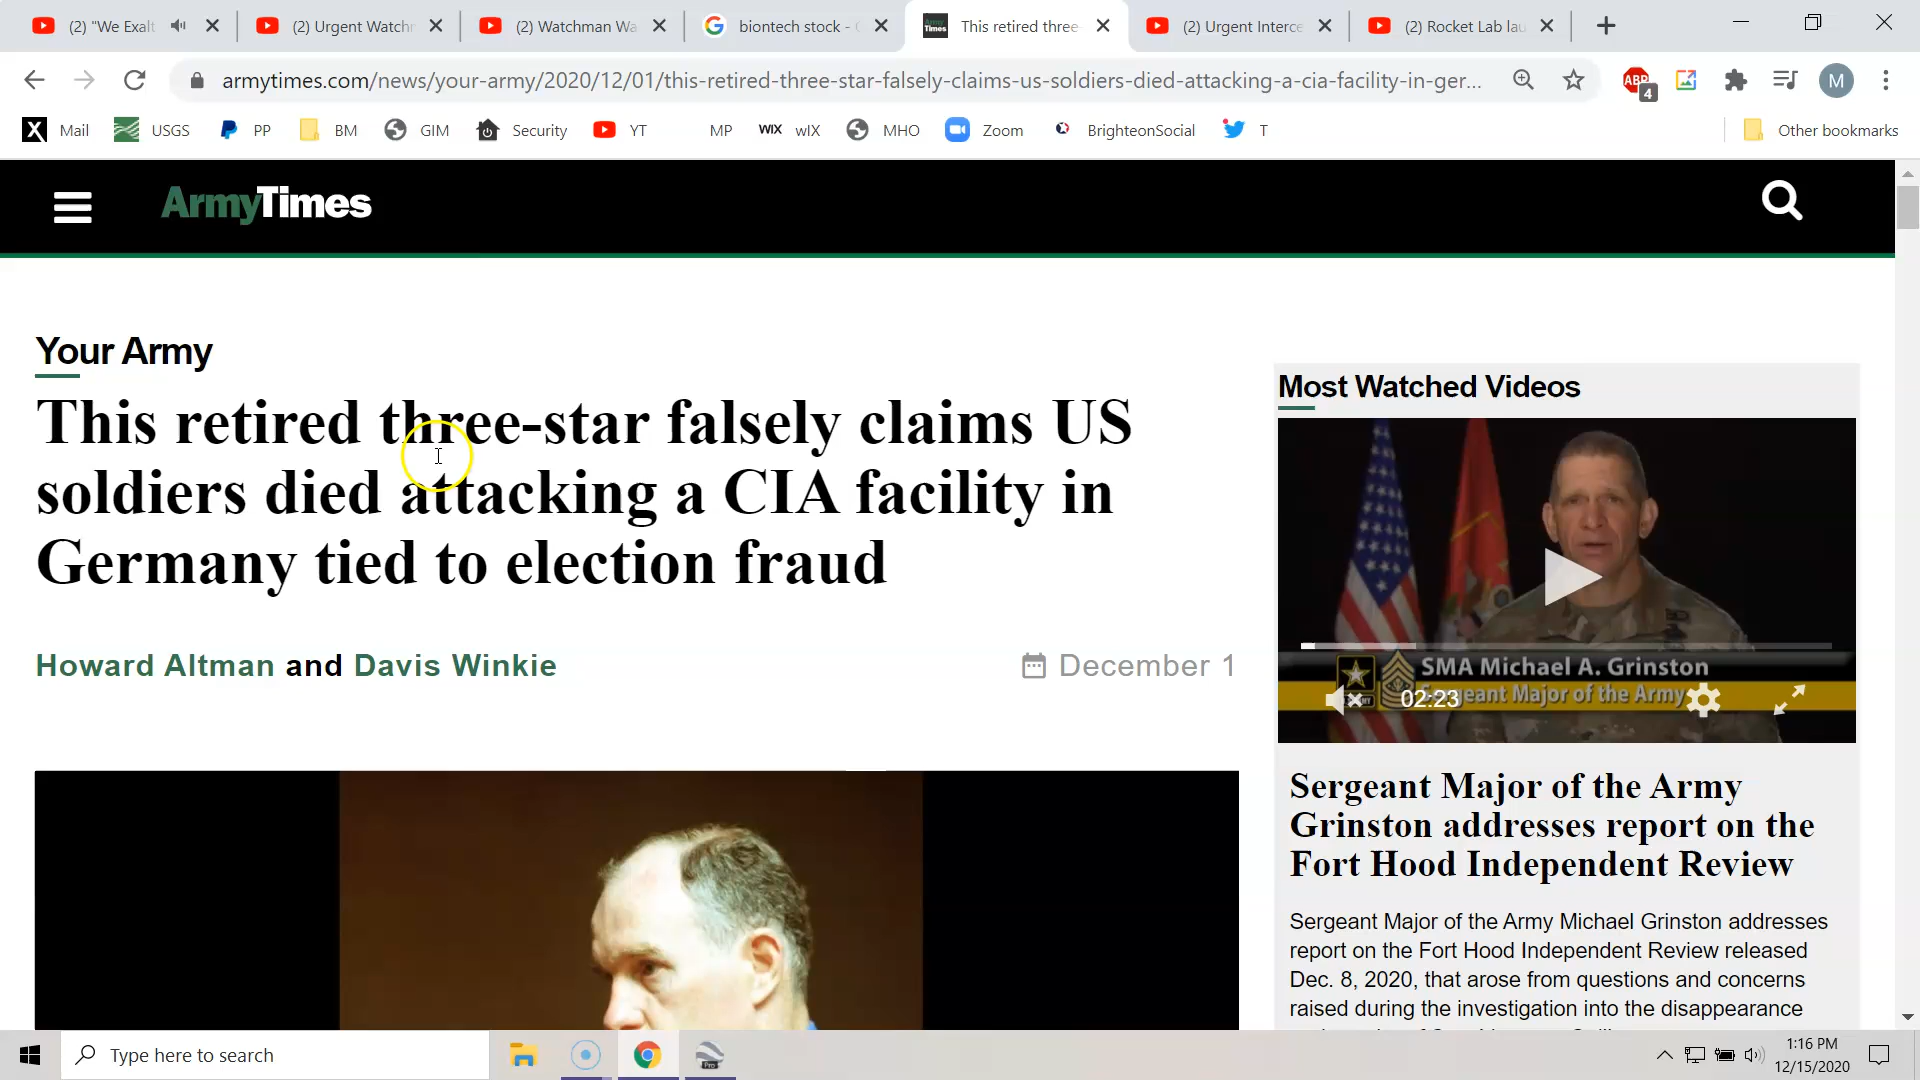 (2) "We Exalt
(2) Urgent Watchr
(2) Watchman Wa
biontech stock -
This retired three-
(2) Urgent Interce
(2) Rocket Lab lau
armytimes.com/news/your-army/2020/12/01/this-retired-three-star-falsely-claims-us-soldiers-died-attacking-a-cia-facility-in-ger...
ABP
4
M
X Mail
USGS
PP
BM
GIM
Security
YT
MP
WIX wIX
MHO
Zoom
BrighteonSocial
T
Other bookmarks
ArmyTimes
Your Army
This retired three-star falsely claims US
soldiers died attacking a CIA facility in
Germany tied to election fraud
Howard Altman and Davis Winkie
December 1
Most Watched Videos
SMA Michael A. Grinston
Sergeant Major of the Army
02:23
Sergeant Major of the Army
Grinston addresses report on the
Fort Hood Independent Review
Sergeant Major of the Army Michael Grinston addresses
report on the Fort Hood Independent Review released
Dec. 8, 2020, that arose from questions and concerns
raised during the investigation into the disappearance
Type here to search
1:16 PM
12/15/2020